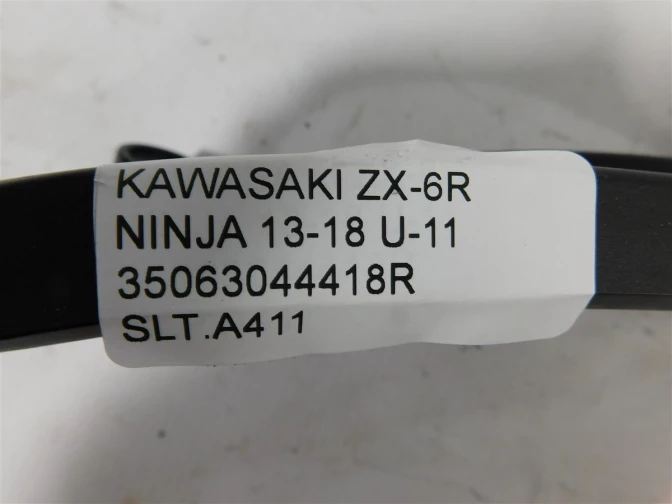 KAWASAKI ZX-6R
NINJA 13-18 U-11
35063044418R
SLT.A411